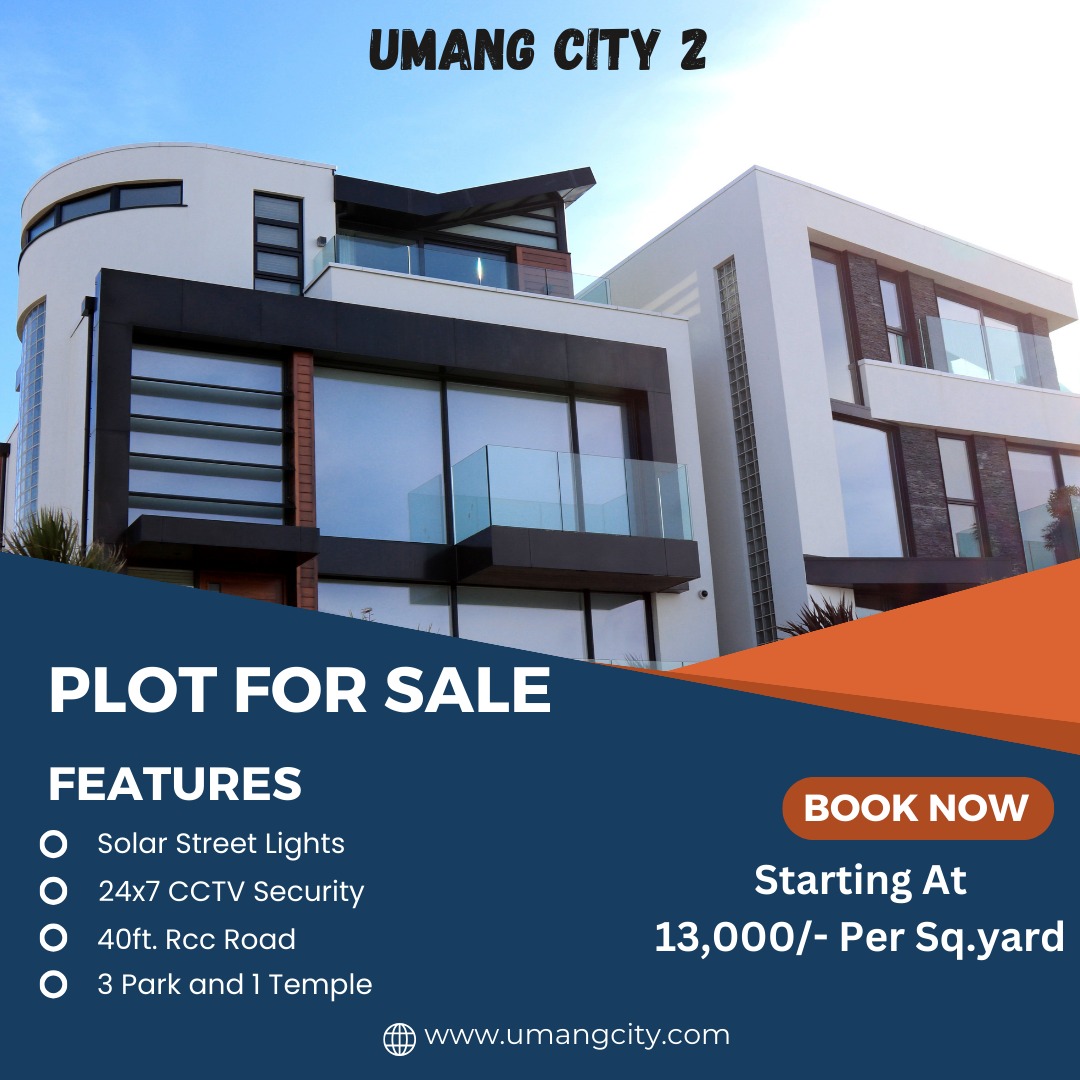 UMANG CITY 2
PLOT FOR SALE
FEATURES
Solar Street Lights
24x7 CCTV Security
40ft. Rcc Road
3 Park and 1 Temple
BOOK NOW
Starting At
13,000/- Per Sq.yard
www.umangcity.com